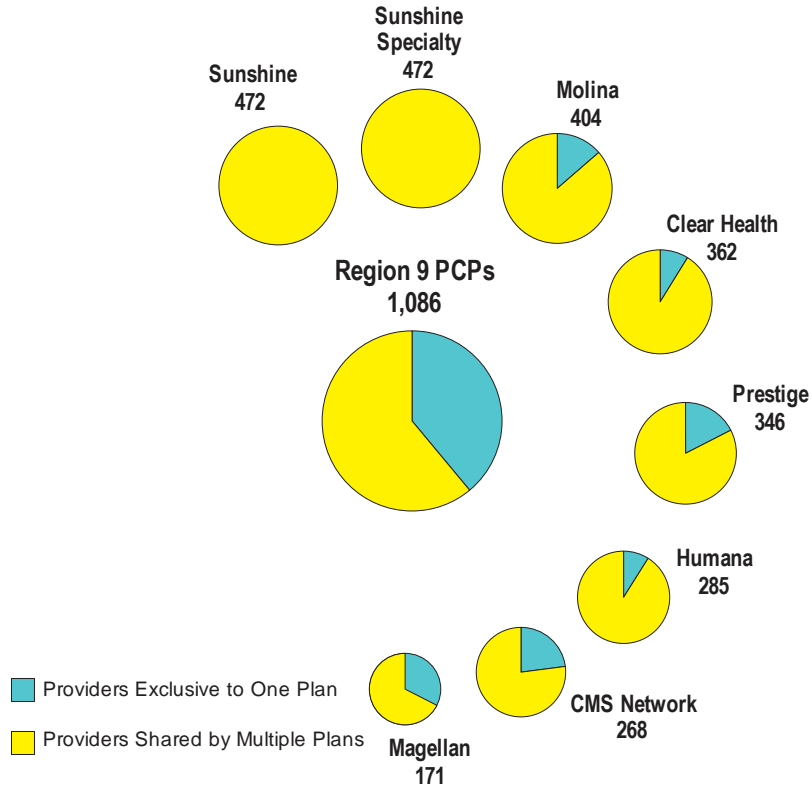 Sunshine
Specialty
472
Sunshine
472
Molina
404
Clear Health
362
Region 9 PCPs
1,086
Prestige
346
Humana
285
CMS Network
268
Magellan
171
Providers Exclusive to One Plan
Providers Shared by Multiple Plans